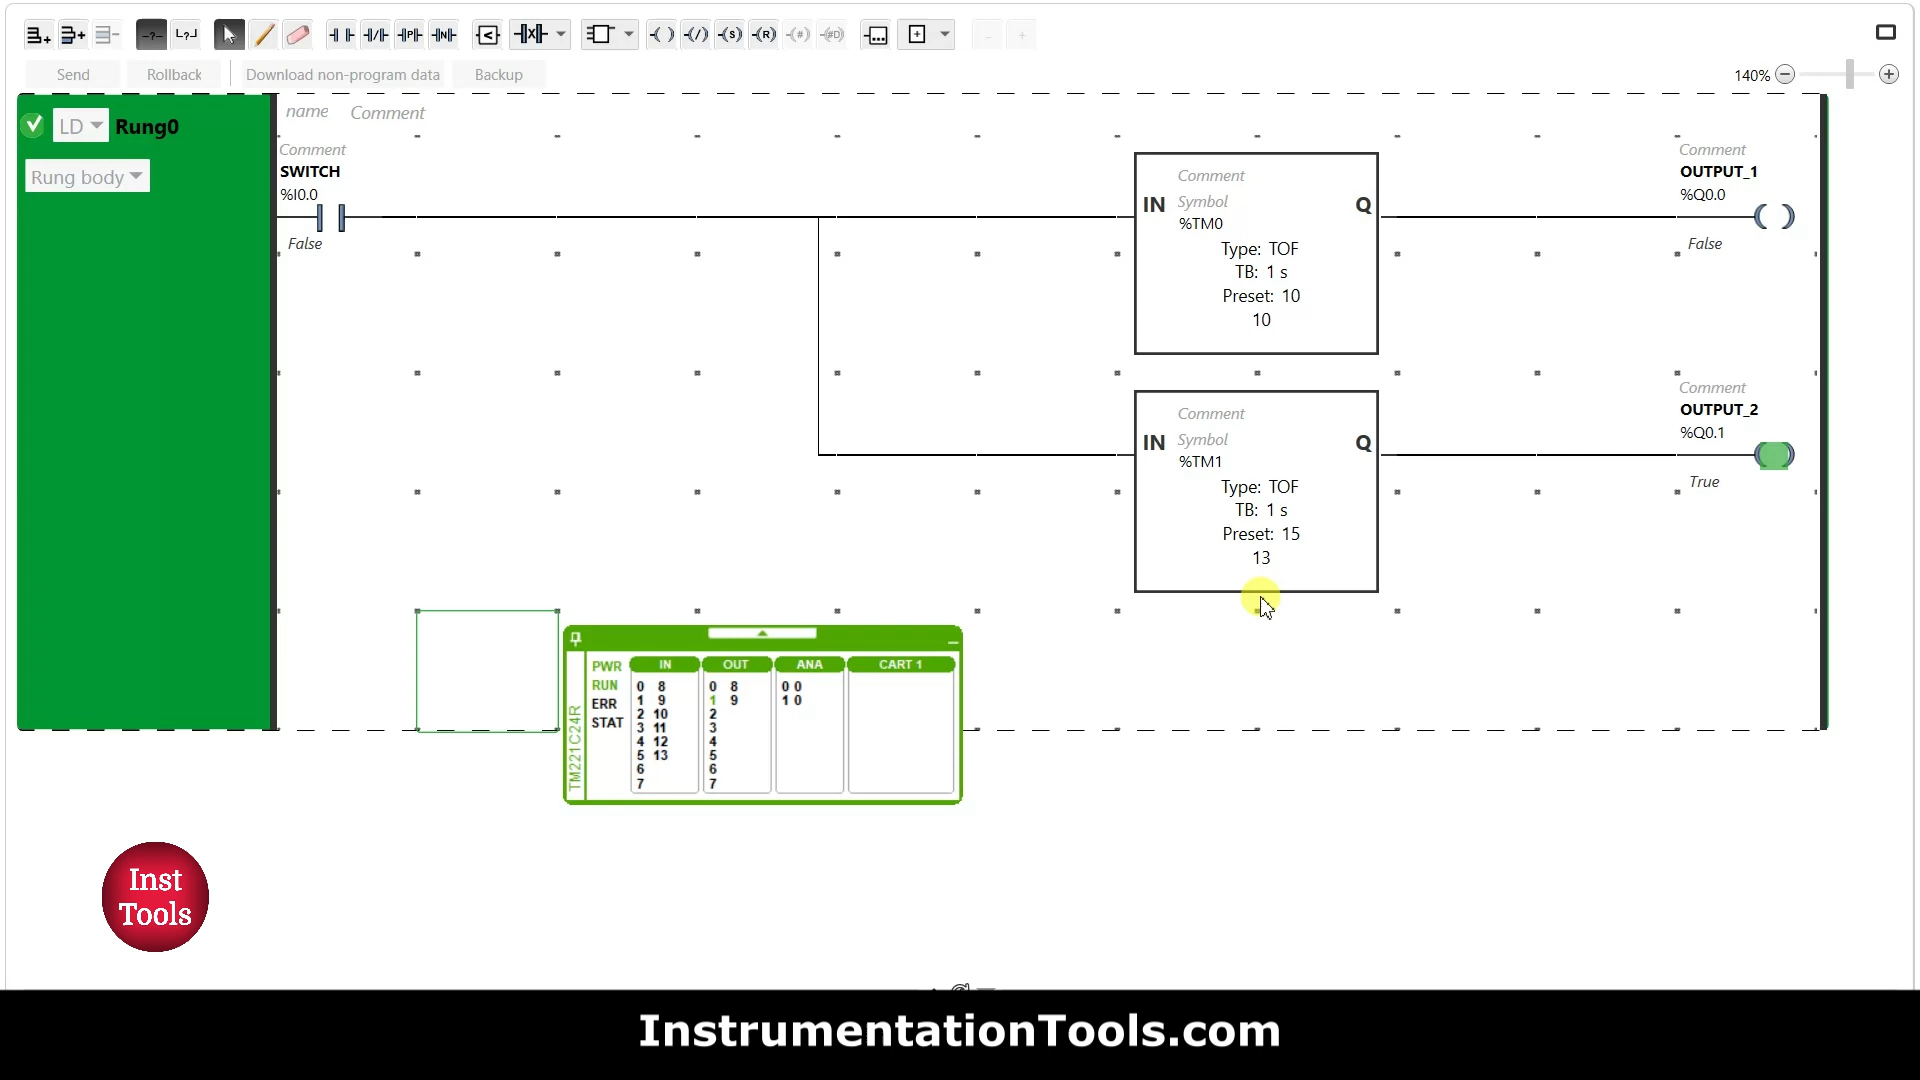 140%
Send
Rollback
Download non-program data
Backup
LD
Rung0
Rung body
name
Comment
Comment
SWITCH
%I0.0
False
Comment
Symbol
IN
Q
%TM0
Type: TOF
TB: 1 s
Preset: 10
10
Comment
OUTPUT_1
%Q0.0
False
Comment
Symbol
IN
Q
%TM1
Type: TOF
TB: 1 s
Preset: 15
13
Comment
OUTPUT_2
%Q0.1
True
TM221C24R
PWR
RUN
ERR
STAT
IN
0 8
1 9
2 10
3 11
4 12
5 13
6
7
OUT
0 8
1 9
2
3
4
5
6
7
ANA
0 0
1 0
CART 1
Inst
Tools
InstrumentationTools.com